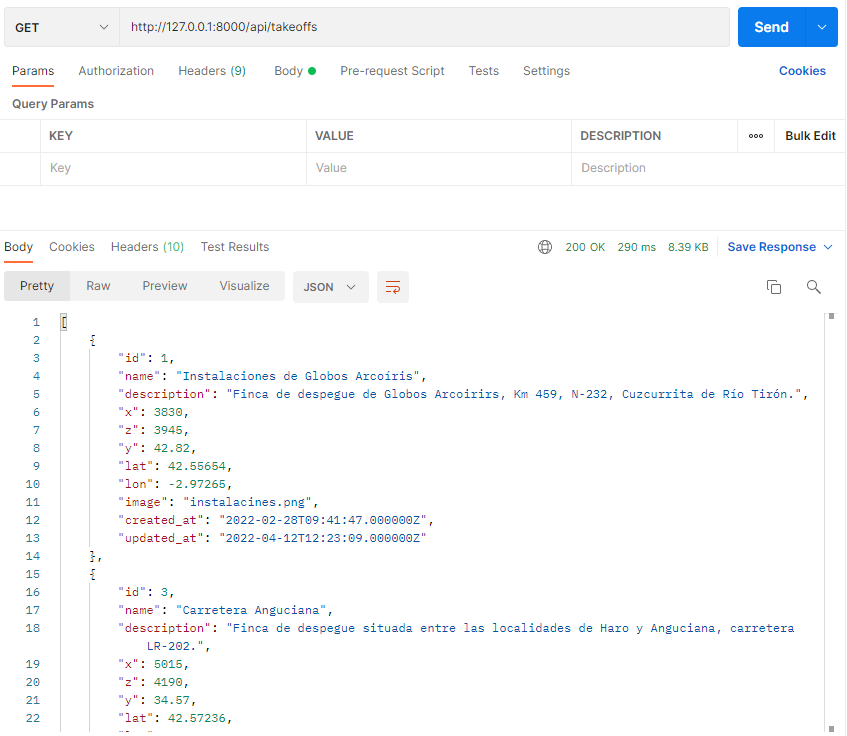 GET http://127.0.0.1:8000/api/takeoffs Send
Params Authorization Headers (9) Body Pre-request Script Tests Settings Cookies
Query Params
KEY VALUE DESCRIPTION Bulk Edit
Key Value Description
Body Cookies Headers (10) Test Results 200 OK 290 ms 8.39 KB Save Response
Pretty Raw Preview Visualize JSON
1 [
2 {
3 "id": 1,
4 "name": "Instalaciones de Globos Arcoíris",
5 "description": "Finca de despegue de Globos Arcoirirs, Km 459, N-232, Cuzcurrita de Río Tirón.",
6 "x": 3830,
7 "z": 3945,
8 "y": 42.82,
9 "lat": 42.55654,
10 "lon": -2.97265,
11 "image": "instalacines.png",
12 "created_at": "2022-02-28T09:41:47.000000Z",
13 "updated_at": "2022-04-12T12:23:09.000000Z"
14 },
15 {
16 "id": 3,
17 "name": "Carretera Anguciana",
18 "description": "Finca de despegue situada entre las localidades de Haro y Anguciana, carretera
LR-202.",
19 "x": 5015,
20 "z": 4190,
21 "y": 34.57,
22 "lat": 42.57236,